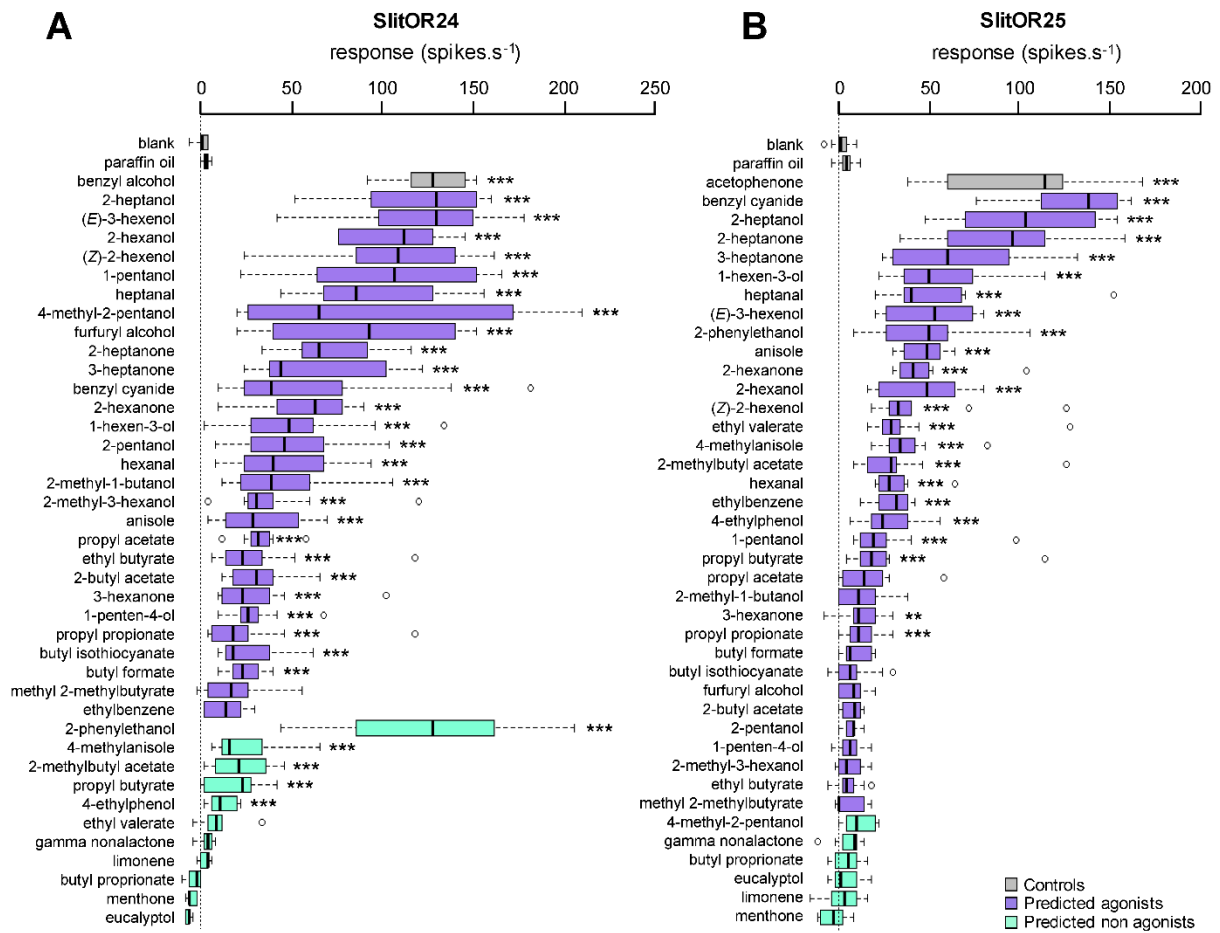 A
SlitOR24
response (spikes.s-1)
0 50 100 150 200 250
blank
paraffin oil
benzyl alcohol ***
2-heptanol ***
(E)-3-hexenol ***
2-hexanol ***
(Z)-2-hexenol ***
1-pentanol ***
heptanal ***
4-methyl-2-pentanol ***
furfuryl alcohol ***
2-heptanone ***
3-heptanone ***
benzyl cyanide ***
2-hexanone ***
1-hexen-3-ol ***
2-pentanol ***
hexanal ***
2-methyl-1-butanol ***
2-methyl-3-hexanol ***
anisole ***
propyl acetate ***
ethyl butyrate ***
2-butyl acetate ***
3-hexanone ***
1-penten-4-ol ***
propyl propionate ***
butyl isothiocyanate ***
butyl formate ***
methyl 2-methylbutyrate
ethylbenzene
2-phenylethanol ***
4-methylanisole ***
2-methylbutyl acetate ***
propyl butyrate ***
4-ethylphenol ***
ethyl valerate
gamma nonalactone
limonene
butyl proprionate
menthone
eucalyptol
B
SlitOR25
response (spikes.s-1)
0 50 100 150 200
blank
paraffin oil
acetophenone ***
benzyl cyanide ***
2-heptanol ***
2-heptanone ***
3-heptanone ***
1-hexen-3-ol ***
heptanal ***
(E)-3-hexenol ***
2-phenylethanol ***
anisole ***
2-hexanone ***
2-hexanol ***
(Z)-2-hexenol ***
ethyl valerate ***
4-methylanisole ***
2-methylbutyl acetate ***
hexanal ***
ethylbenzene ***
4-ethylphenol ***
1-pentanol ***
propyl butyrate ***
propyl acetate
2-methyl-1-butanol
3-hexanone **
propyl propionate ***
butyl formate
butyl isothiocyanate
furfuryl alcohol
2-butyl acetate
2-pentanol
1-penten-4-ol
2-methyl-3-hexanol
ethyl butyrate
methyl 2-methylbutyrate
4-methyl-2-pentanol
gamma nonalactone
butyl proprionate
eucalyptol
limonene
menthone
Controls
Predicted agonists
Predicted non agonists